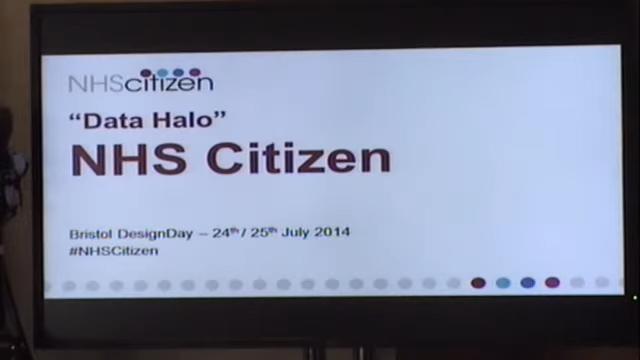 NHScitizen
“Data Halo”
NHS Citizen
Bristol DesignDay – 24th / 25th July 2014
#NHSCitizen